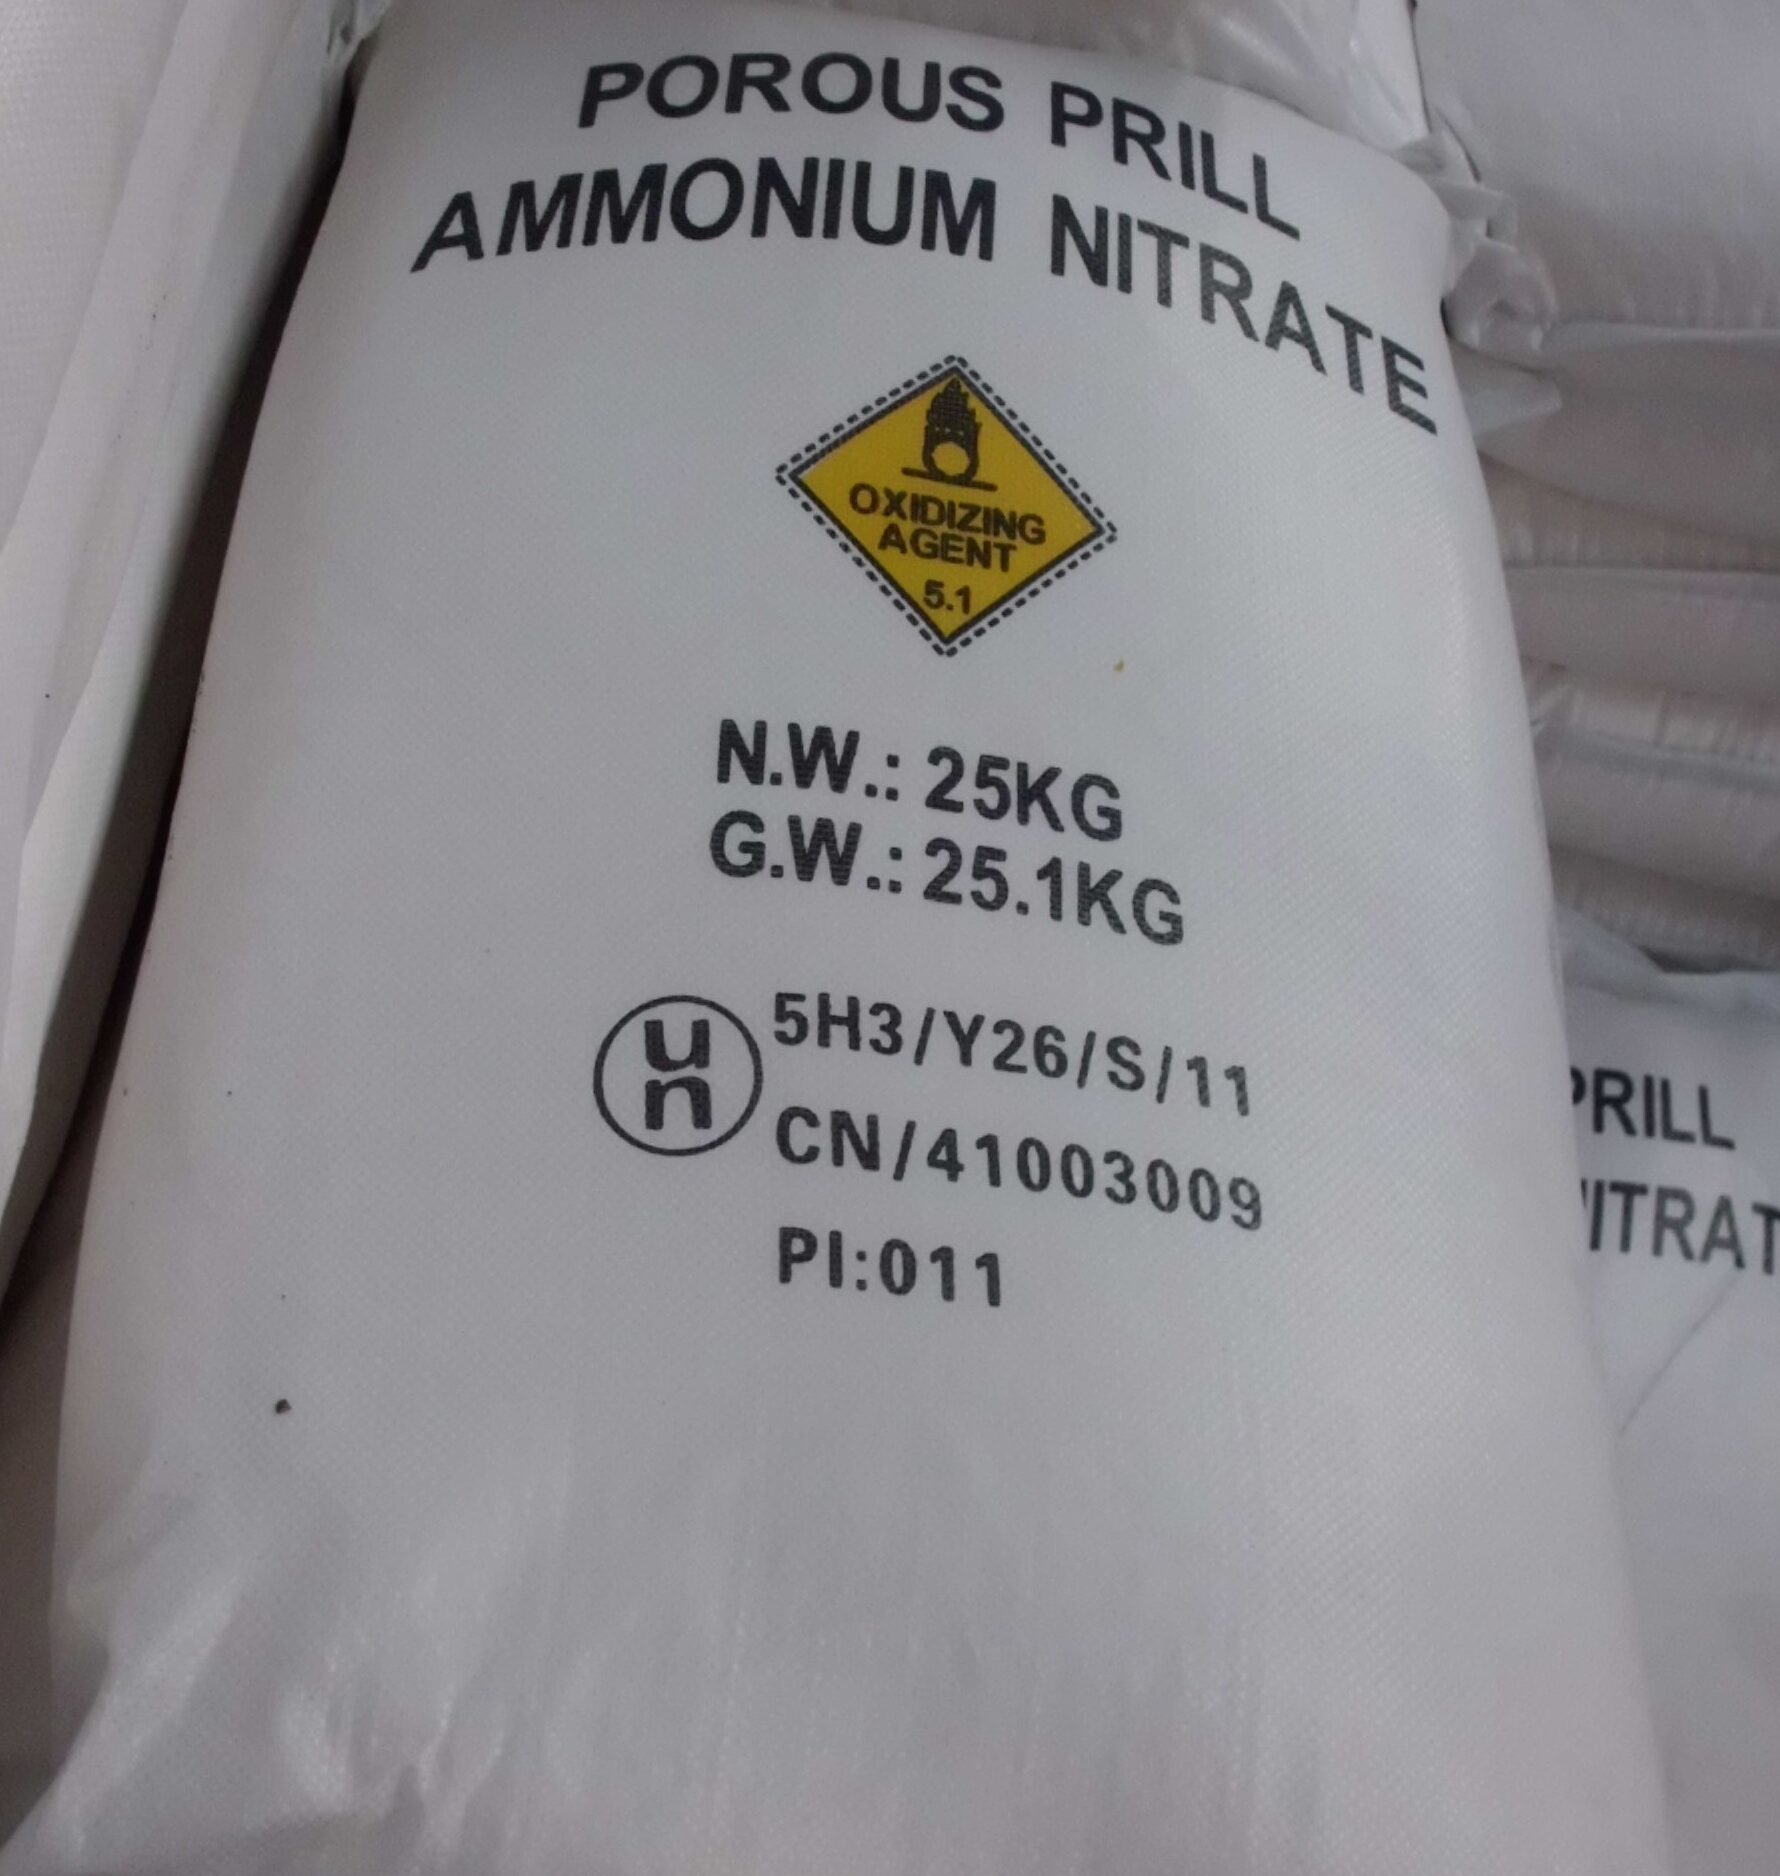 POROUS PRILL
AMMONIUM NITRATE
OXIDIZING
AGENT
5.1
N.W.: 25KG
G.W.: 25.1KG
un
5H3/Y26/S/11
CN/41003009
PI:011
PRILL